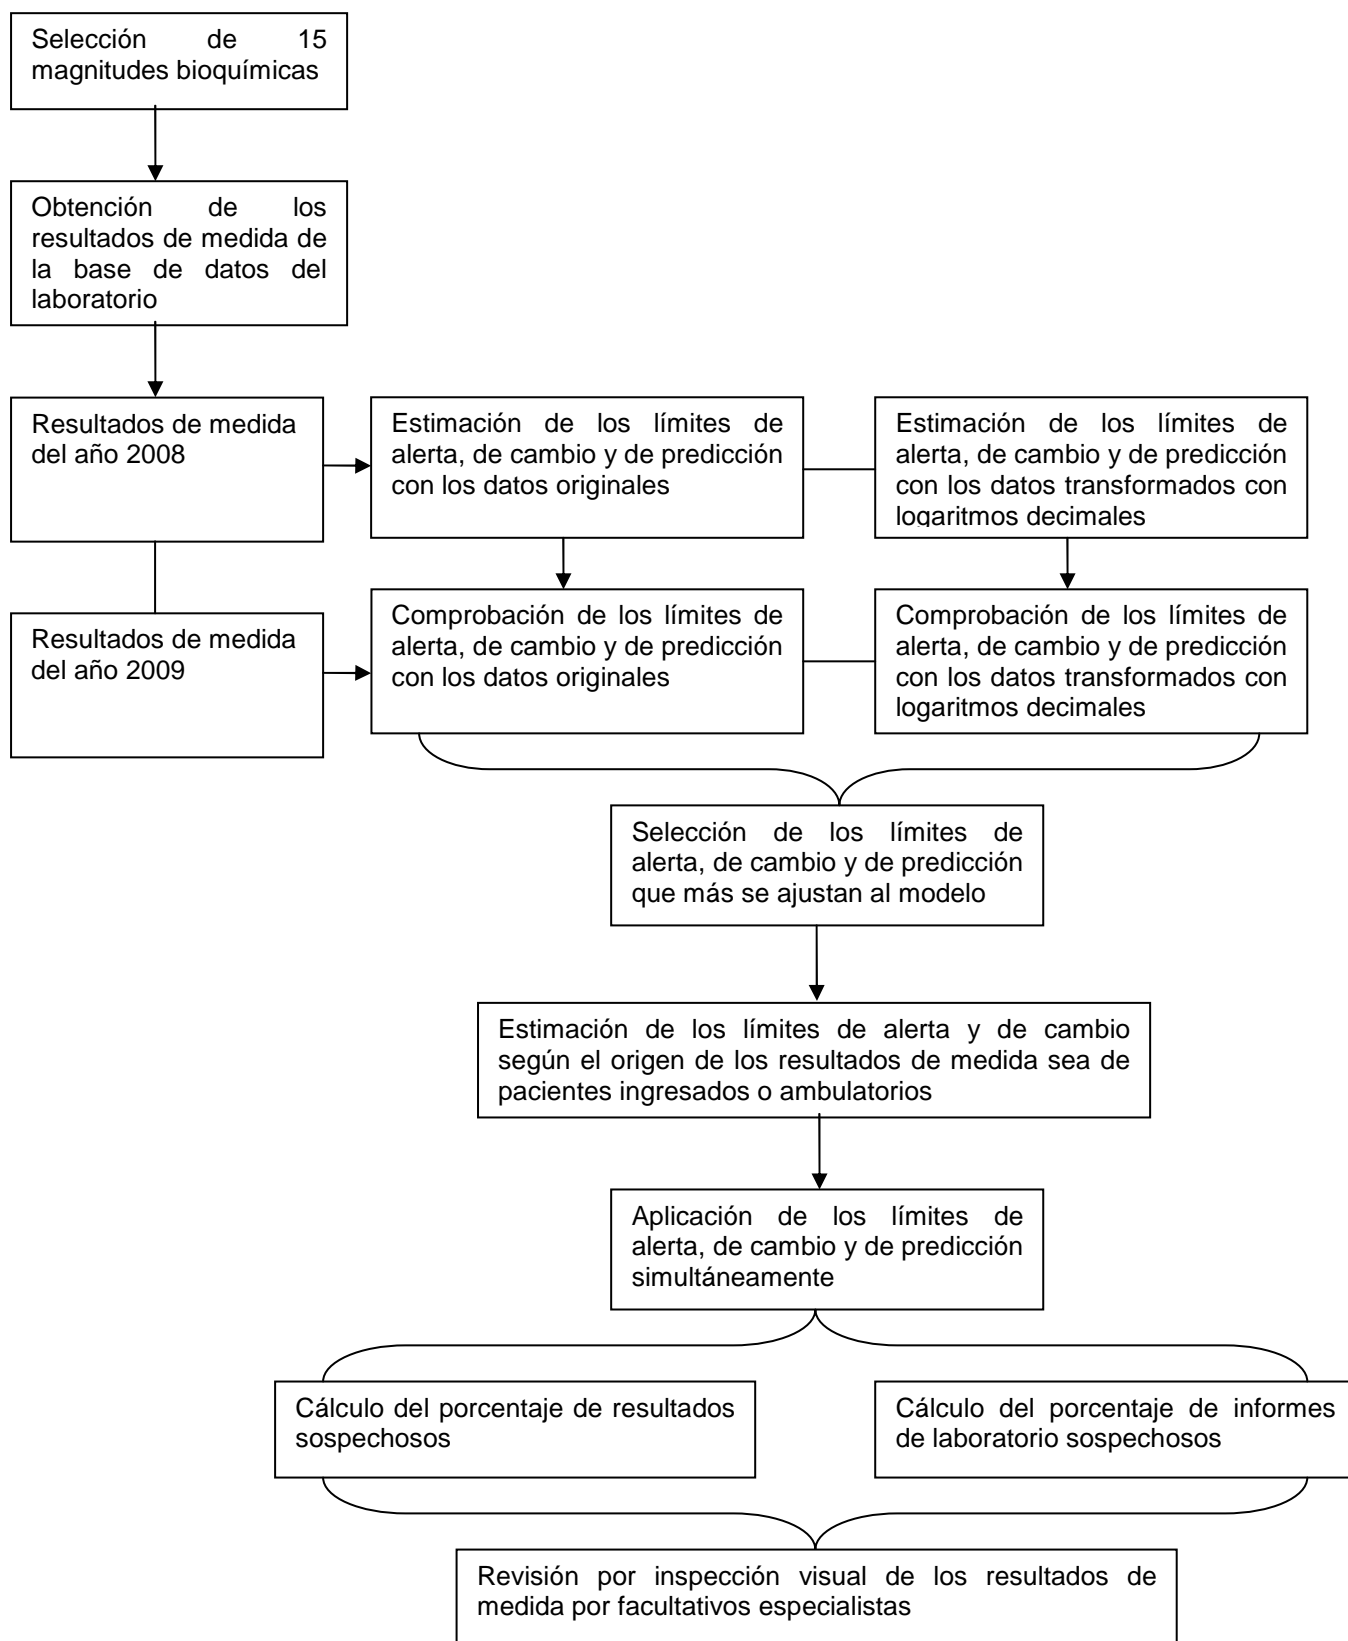 Selección de 15
magnitudes bioquímicas
Obtención de los
resultados de medida de
la base de datos del
laboratorio
Resultados de medida
del año 2008
Estimación de los límites de
alerta, de cambio y de predicción
con los datos originales
Estimación de los límites de
alerta, de cambio y de predicción
con los datos transformados con
logaritmos decimales
Resultados de medida
del año 2009
Comprobación de los límites de
alerta, de cambio y de predicción
con los datos originales
Comprobación de los límites de
alerta, de cambio y de predicción
con los datos transformados con
logaritmos decimales
Selección de los límites de
alerta, de cambio y de predicción
que más se ajustan al modelo
Estimación de los límites de alerta y de cambio
según el origen de los resultados de medida sea de
pacientes ingresados o ambulatorios
Aplicación de los límites de
alerta, de cambio y de predicción
simultáneamente
Cálculo del porcentaje de resultados
sospechosos
Cálculo del porcentaje de informes
de laboratorio sospechosos
Revisión por inspección visual de los resultados de
medida por facultativos especialistas